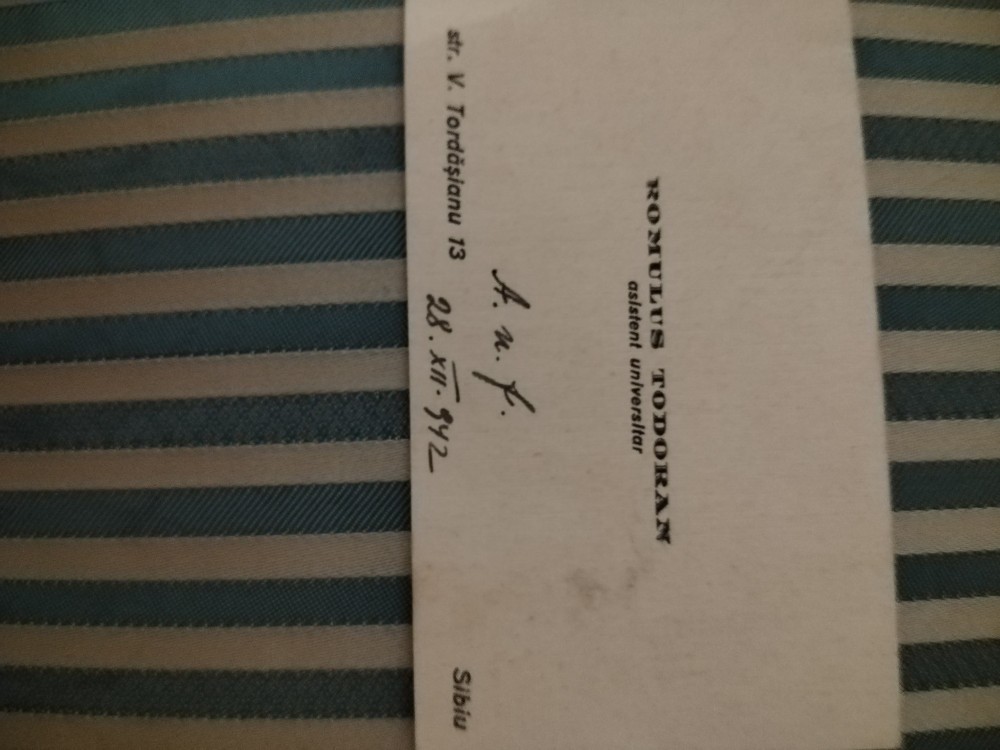 ROMULUS TODORAN
asistent universitar
A. n. f.
28. XII. 942
str. V. Tordășianu 13
Sibiu